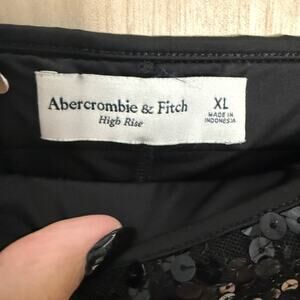 Abercrombie & Fitch
High Rise
XL
MADE IN
INDONESIA